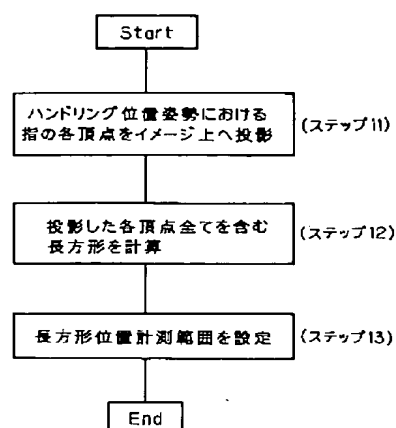 Start
ハンドリング位置姿勢における
指の各頂点をイメージ上へ投影
(ステップ11)
投影した各頂点全てを含む
長方形を計算
(ステップ12)
長方形位置計測範囲を設定
(ステップ13)
End